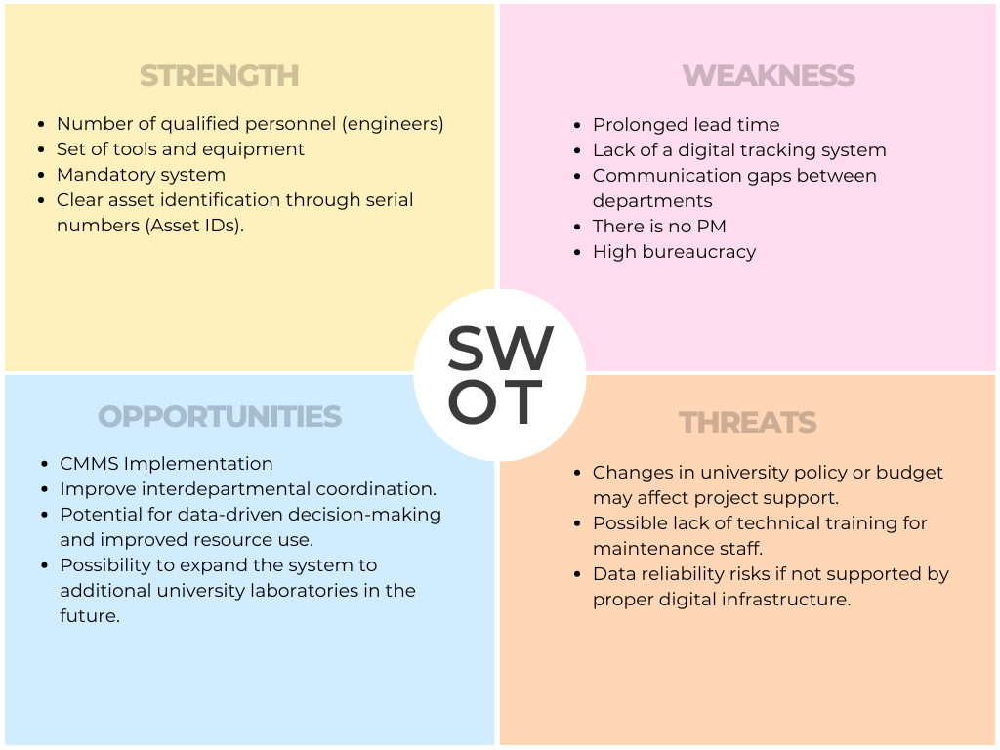 STRENGTH
• Number of qualified personnel (engineers)
• Set of tools and equipment
• Mandatory system
• Clear asset identification through serial
numbers (Asset IDs).
WEAKNESS
• Prolonged lead time
• Lack of a digital tracking system
• Communication gaps between
departments
• There is no PM
• High bureaucracy
SW
OT
OPPORTUNITIES
• CMMS Implementation
• Improve interdepartmental coordination.
• Potential for data-driven decision-making
and improved resource use.
• Possibility to expand the system to
additional university laboratories in the
future.
THREATS
• Changes in university policy or budget
may affect project support.
• Possible lack of technical training for
maintenance staff.
• Data reliability risks if not supported by
proper digital infrastructure.